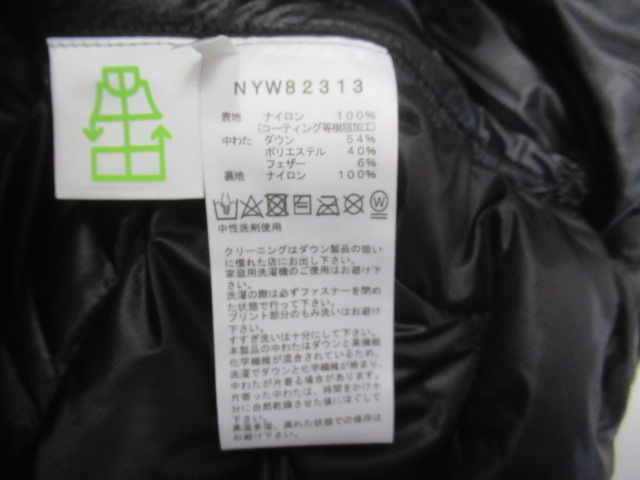 NYW82313
表地 ナイロン 100%
(コーティング等樹脂加工)
中わた ダウン 54%
ポリエステル 40%
フェザー 6%
裏地 ナイロン 100%
W
中性洗剤使用
クリーニングはダウン製品の扱い
に慣れた店にお出し下さい。
家庭用洗濯機のご使用はお避け下
さい。
洗濯の際は必ずファスナーを閉め
た状態で行って下さい。
プリント部分のもみ洗いはお避け
下さい。
すすぎ洗いは十分にして下さい。
本製品の中わたはダウンと高機能
化学繊維が混合されているため、
洗濯でダウンと化学繊維が絡まり、
中わたが片寄る場合があります。
片寄った中わたは、時間をかけ十
分に自然乾燥させた後にほぐして
下さい。
高温多湿、濡れた状態での保存は
お避け下さい。